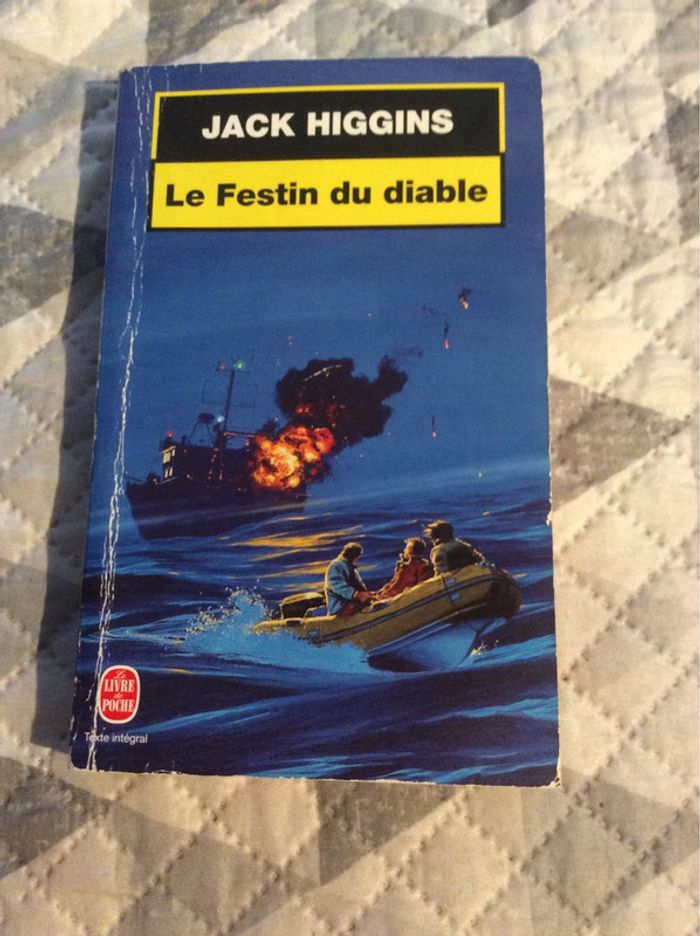 JACK HIGGINS
Le Festin du diable
Le
LIVRE
de
POCHE
Texte intégral